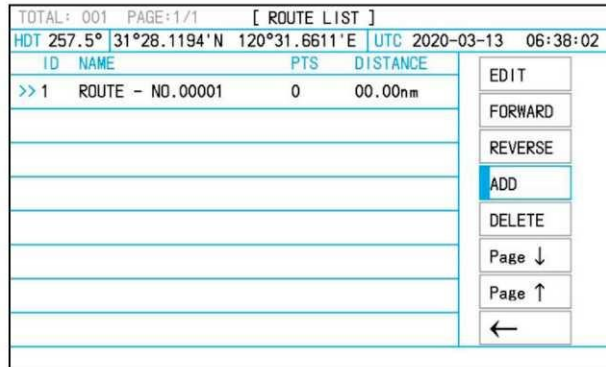 TOTAL: 001 PAGE:1/1 [ ROUTE LIST ]
HDT 257.5° 31°28.1194'N 120°31.6611'E UTC 2020-03-13 06:38:02
ID NAME PTS DISTANCE
>> 1 ROUTE - NO.00001 0 00.00nm
EDIT
FORWARD
REVERSE
ADD
DELETE
Page ↓
Page ↑
←